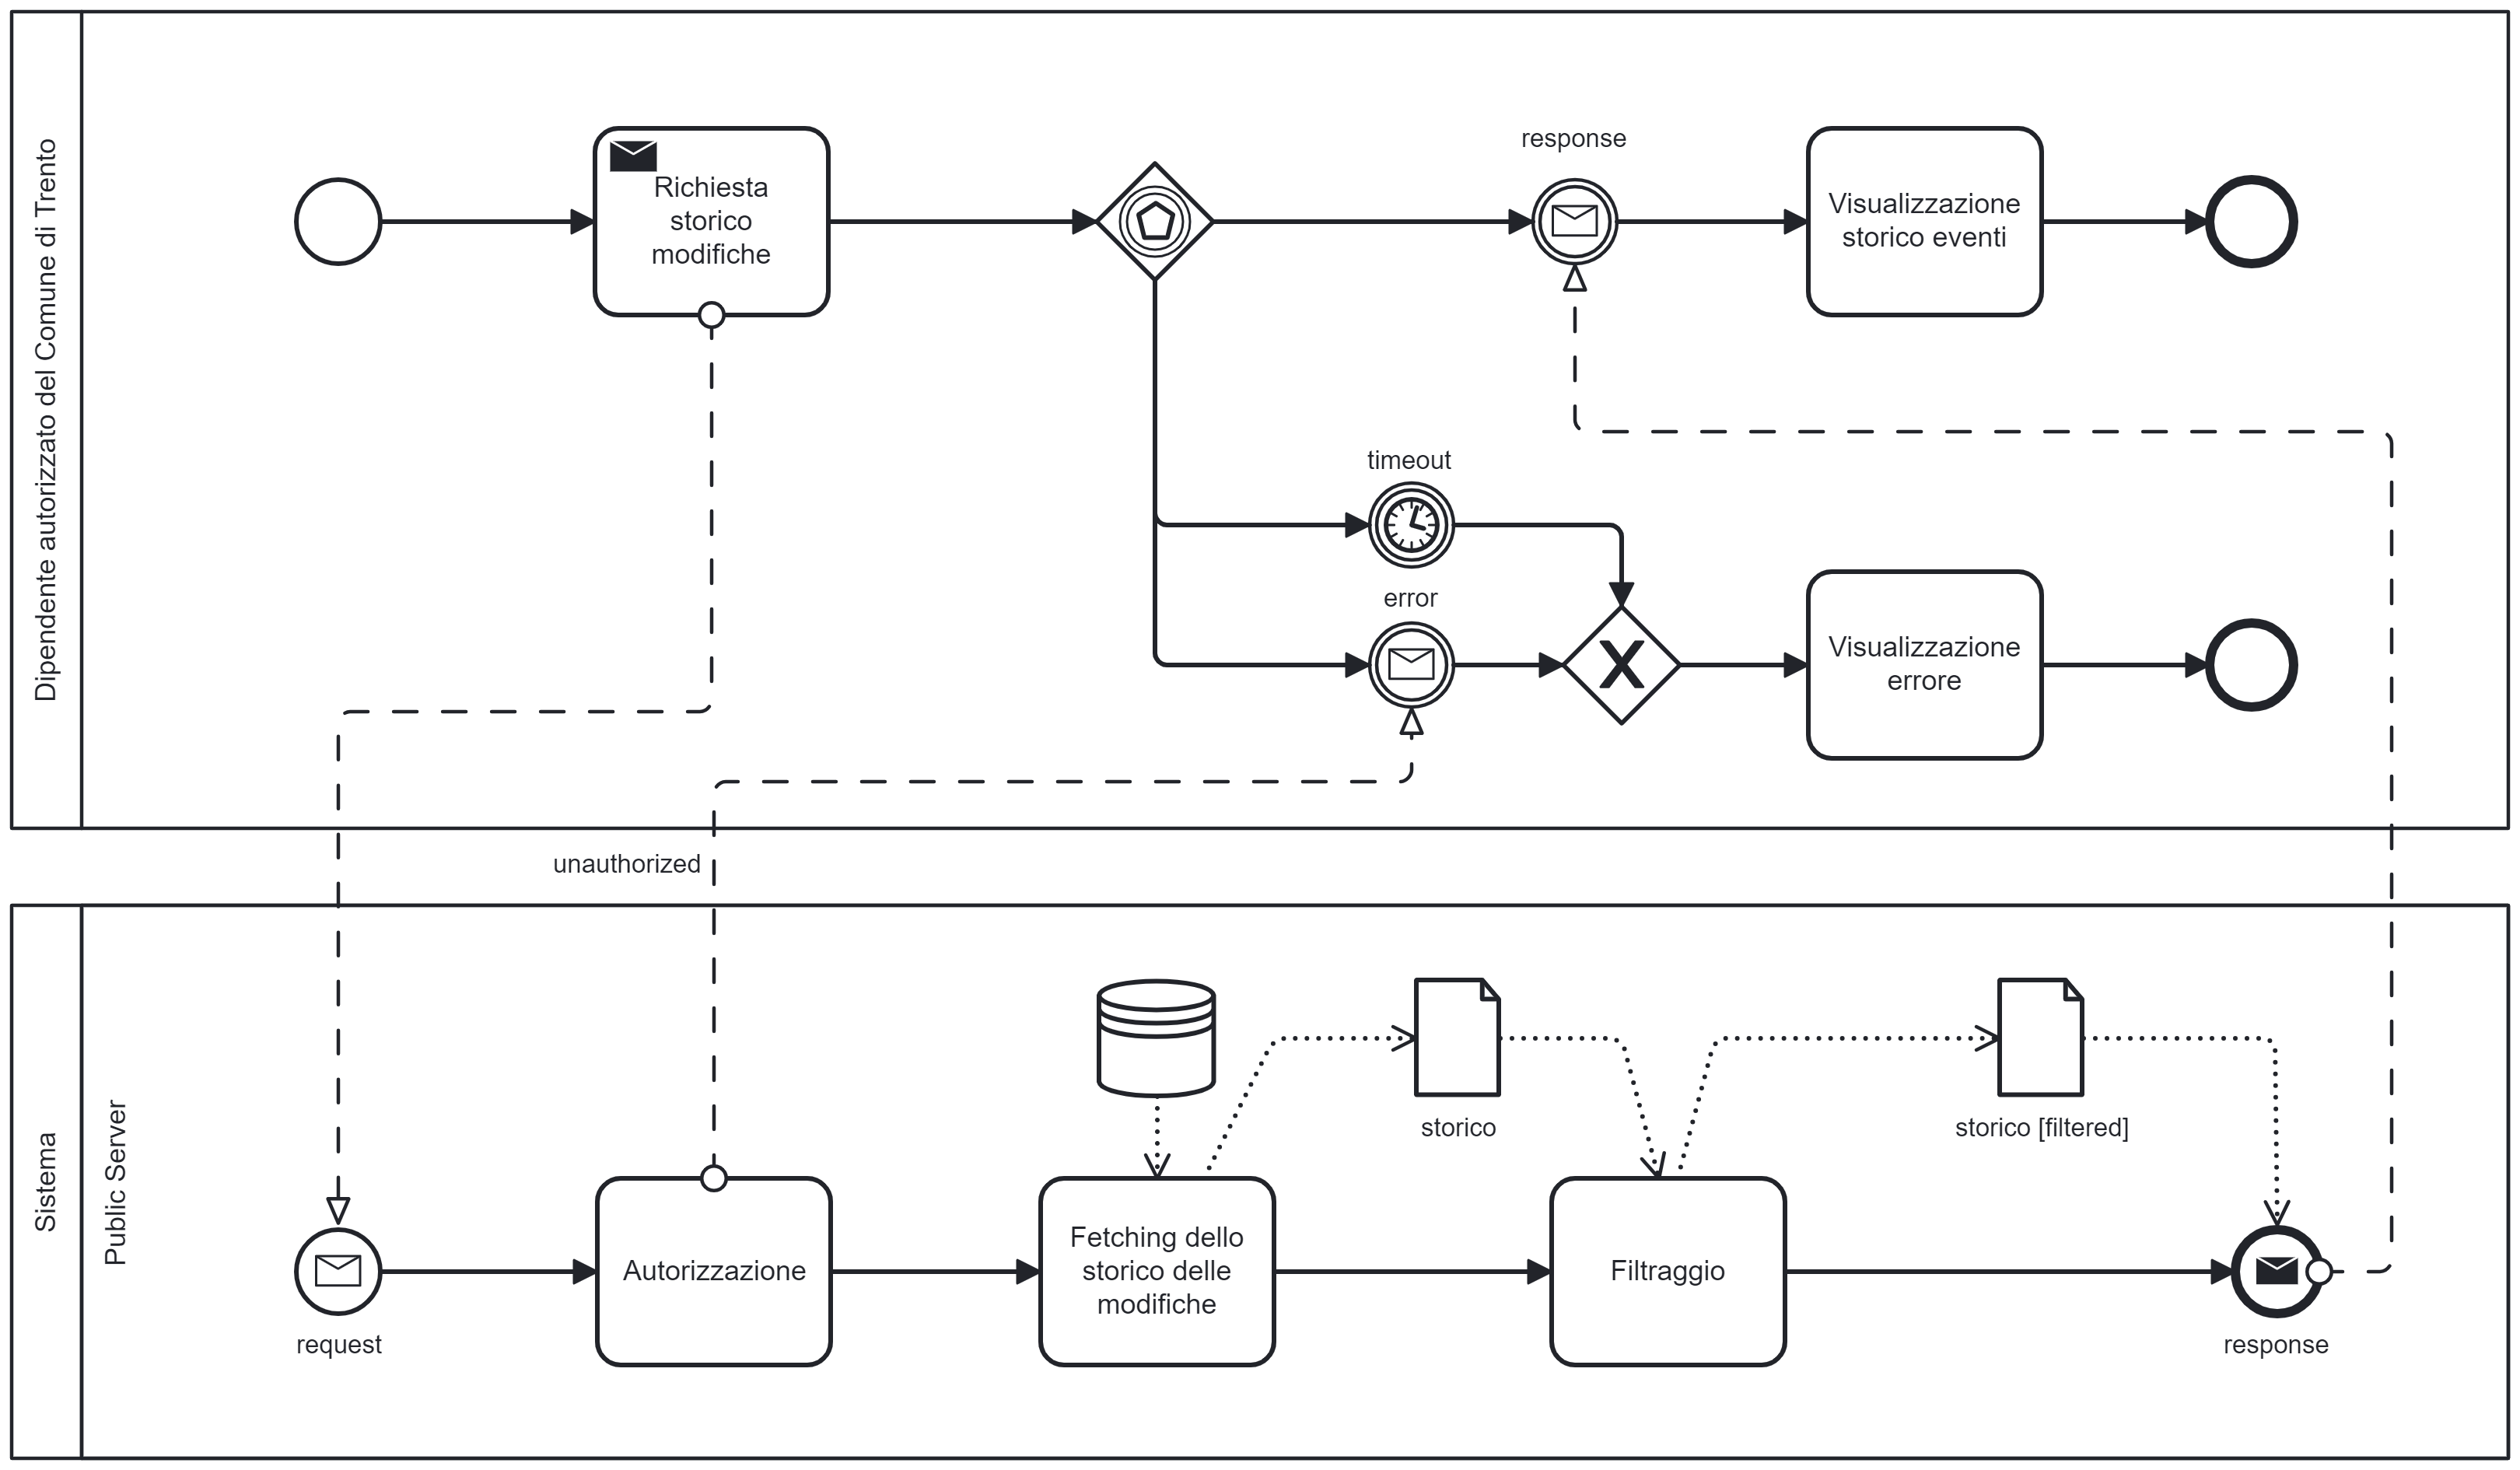 Dipendente autorizzato del Comune di Trento
Richiesta
storico
modifiche
response
Visualizzazione
storico eventi
timeout
error
Visualizzazione
errore
unauthorized
Sistema
Public Server
request
Autorizzazione
Fetching dello
storico delle
modifiche
storico
Filtraggio
storico [filtered]
response